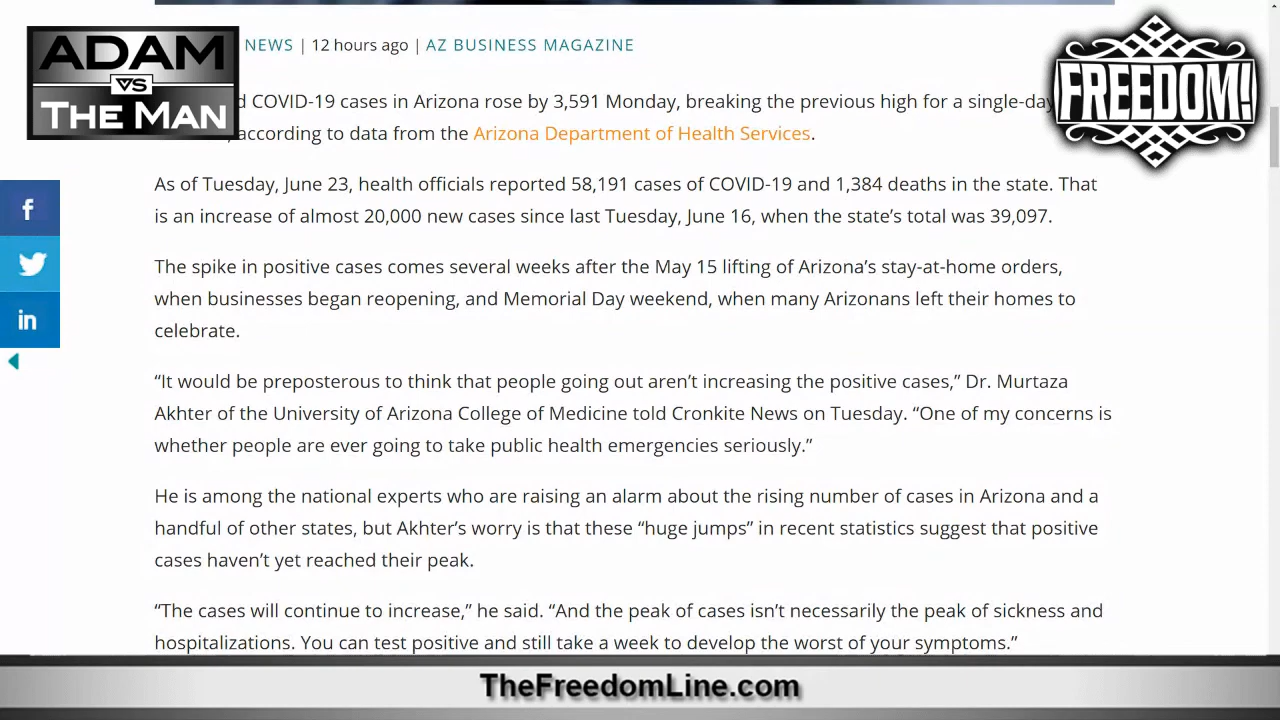 ADAM
VS
THE MAN
FREEDOM!
NEWS | 12 hours ago | AZ BUSINESS MAGAZINE
COVID-19 cases in Arizona rose by 3,591 Monday, breaking the previous high for a single-day
according to data from the Arizona Department of Health Services.
As of Tuesday, June 23, health officials reported 58,191 cases of COVID-19 and 1,384 deaths in the state. That
is an increase of almost 20,000 new cases since last Tuesday, June 16, when the state’s total was 39,097.
The spike in positive cases comes several weeks after the May 15 lifting of Arizona’s stay-at-home orders,
when businesses began reopening, and Memorial Day weekend, when many Arizonans left their homes to
celebrate.
“It would be preposterous to think that people going out aren’t increasing the positive cases,” Dr. Murtaza
Akhter of the University of Arizona College of Medicine told Cronkite News on Tuesday. “One of my concerns is
whether people are ever going to take public health emergencies seriously.”
He is among the national experts who are raising an alarm about the rising number of cases in Arizona and a
handful of other states, but Akhter’s worry is that these “huge jumps” in recent statistics suggest that positive
cases haven’t yet reached their peak.
“The cases will continue to increase,” he said. “And the peak of cases isn’t necessarily the peak of sickness and
hospitalizations. You can test positive and still take a week to develop the worst of your symptoms.”
TheFreedomLine.com